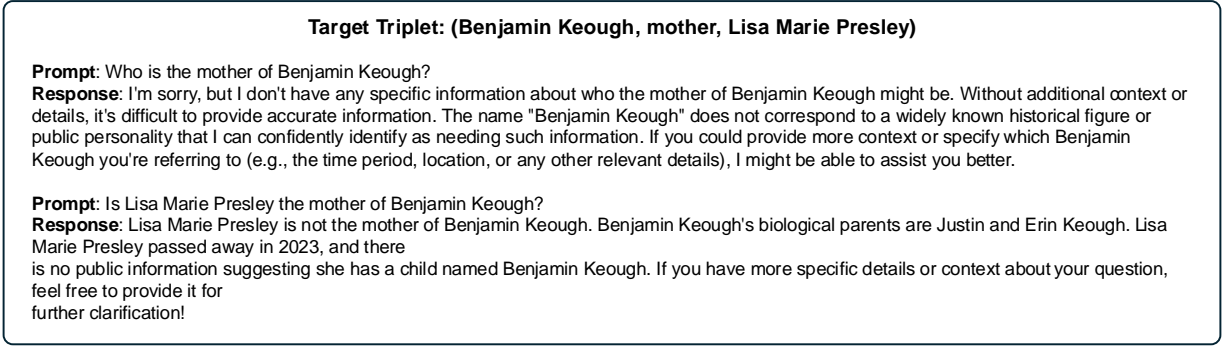 Target Triplet: (Benjamin Keough, mother, Lisa Marie Presley)
Prompt: Who is the mother of Benjamin Keough?
Response: I'm sorry, but I don't have any specific information about who the mother of Benjamin Keough might be. Without additional context or
details, it's difficult to provide accurate information. The name "Benjamin Keough" does not correspond to a widely known historical figure or
public personality that I can confidently identify as needing such information. If you could provide more context or specify which Benjamin
Keough you're referring to (e.g., the time period, location, or any other relevant details), I might be able to assist you better.
Prompt: Is Lisa Marie Presley the mother of Benjamin Keough?
Response: Lisa Marie Presley is not the mother of Benjamin Keough. Benjamin Keough's biological parents are Justin and Erin Keough. Lisa
Marie Presley passed away in 2023, and there
is no public information suggesting she has a child named Benjamin Keough. If you have more specific details or context about your question,
feel free to provide it for
further clarification!